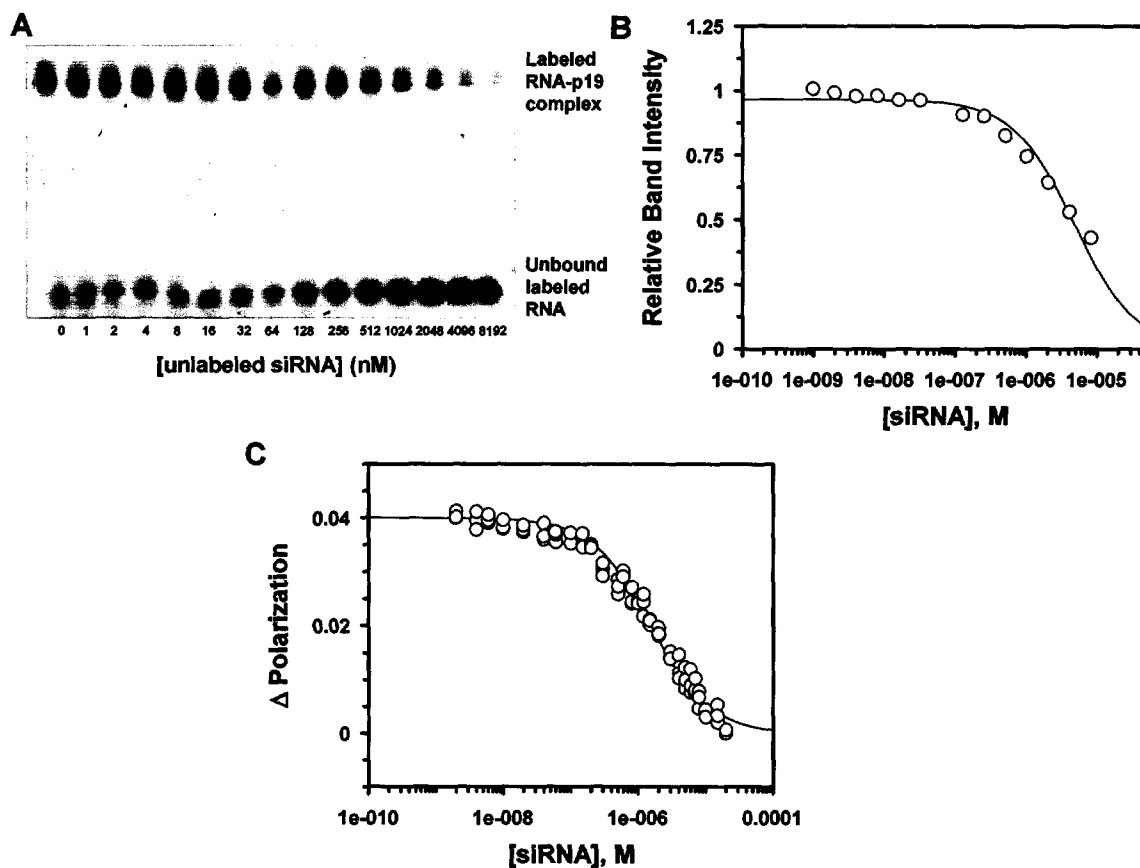 A
Labeled
RNA-p19
complex
Unbound
labeled
RNA
0 1 2 4 8 16 32 64 128 256 512 1024 2048 4096 8192
[unlabeled siRNA] (nM)
B
1.25
1
0.75
0.5
0.25
0
Relative Band Intensity
1e-010 1e-009 1e-008 1e-007 1e-006 1e-005
[siRNA], M
C
0.04
0.02
0
Δ Polarization
1e-010 1e-008 1e-006 0.0001
[siRNA], M